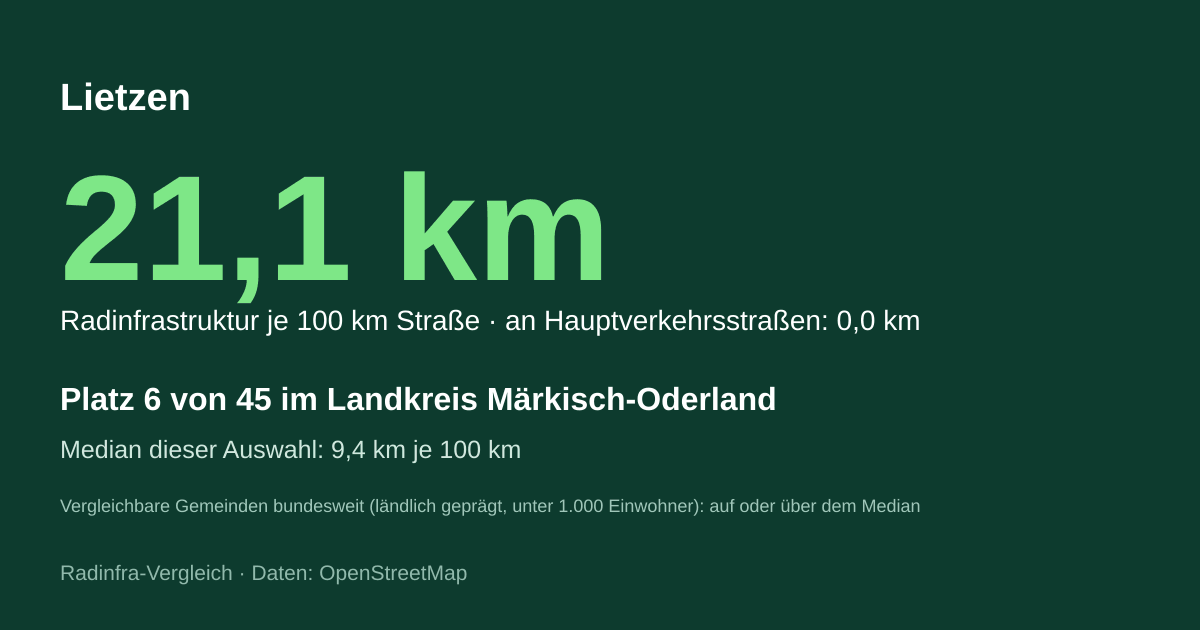 Lietzen
21,1 km
Radinfrastruktur je 100 km Straße · an Hauptverkehrsstraßen: 0,0 km
Platz 6 von 45 im Landkreis Märkisch-Oderland
Median dieser Auswahl: 9,4 km je 100 km
Vergleichbare Gemeinden bundesweit (ländlich geprägt, unter 1.000 Einwohner): auf oder über dem Median
Radinfra-Vergleich · Daten: OpenStreetMap